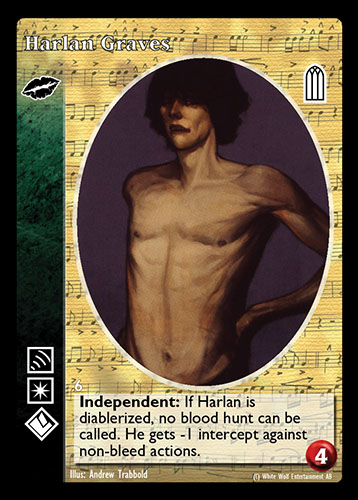 Harlan Graves
6
Independent: If Harlan is
diablerized, no blood hunt can be
called. He gets -1 intercept against
non-bleed actions.
4
Illus: Andrew Trabbold
(C) White Wolf Entertainment AB